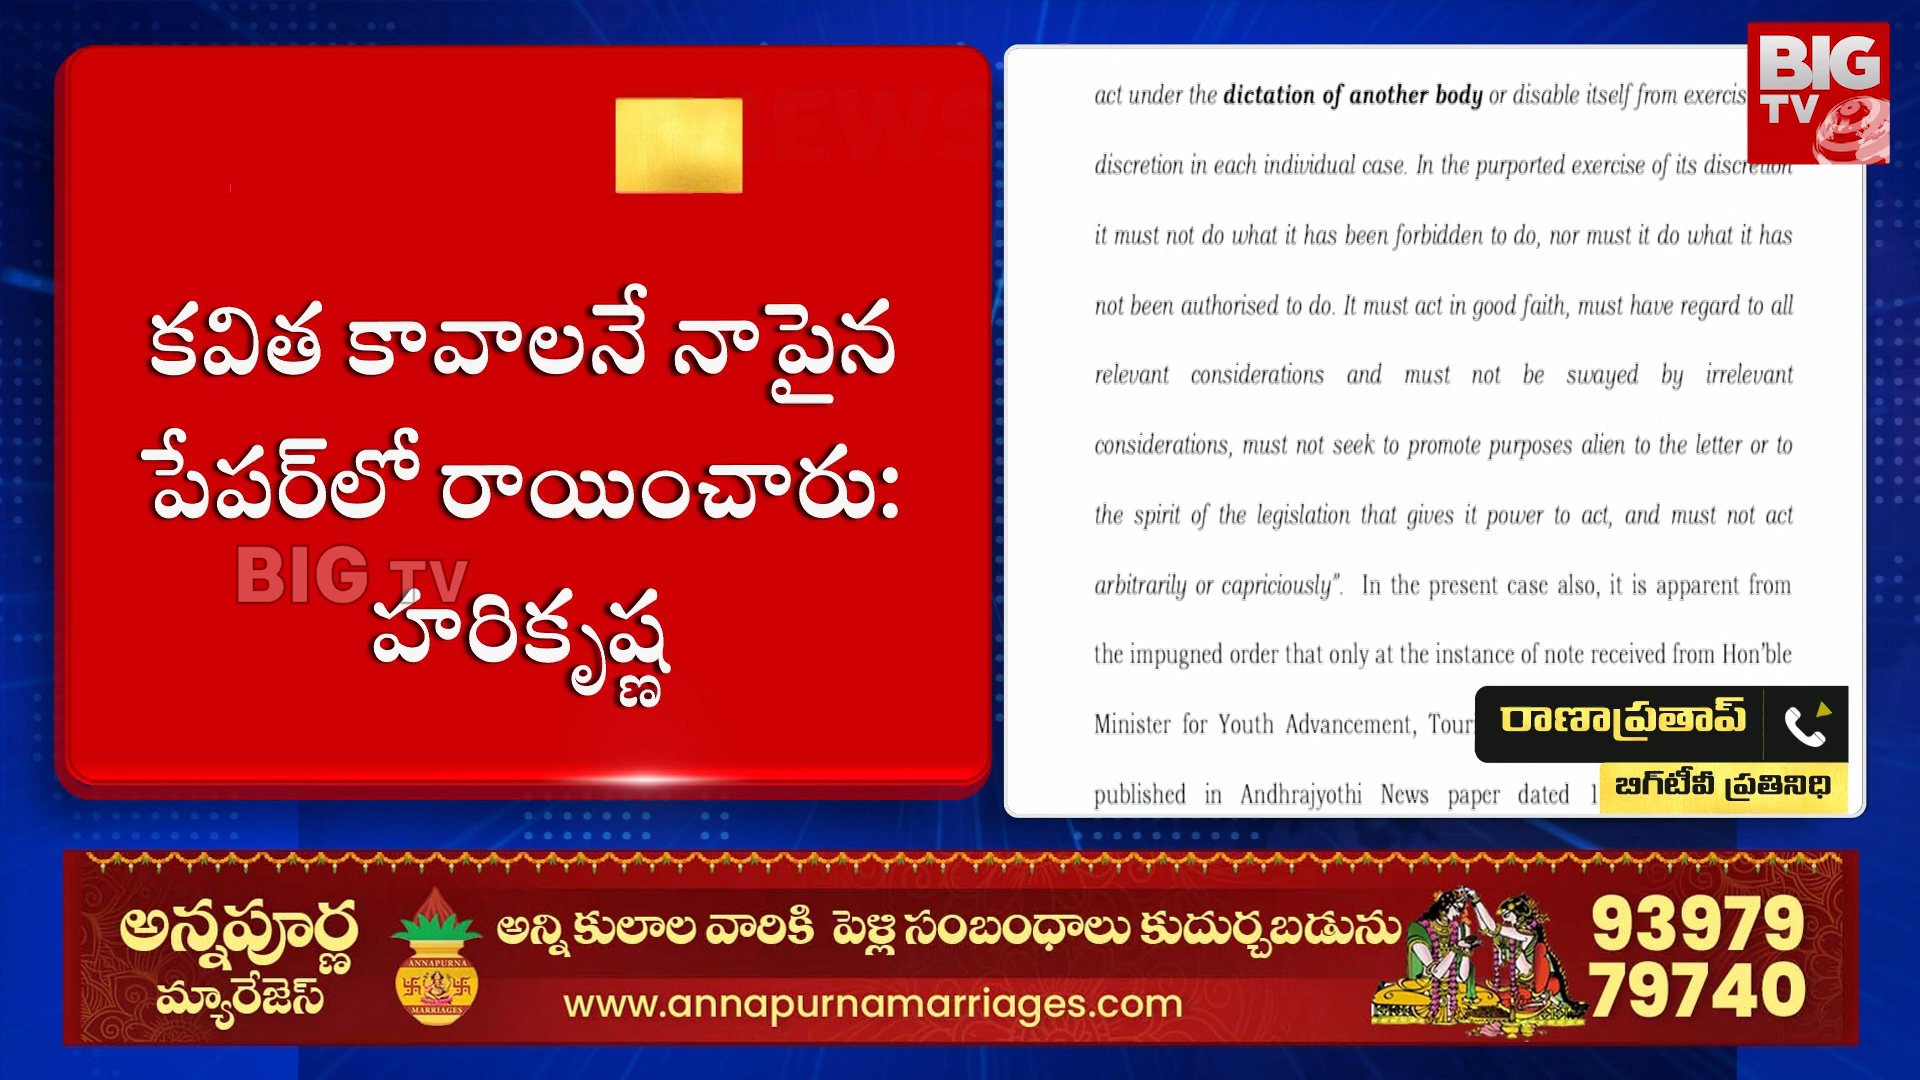 కవిత కావాలనే నాపైన
పేపర్‌లో రాయించారు:
హరికృష్ణ
BIG TV
act under the dictation of another body or disable itself from
discretion in each individual case. In the purported exercise of its discretion
it must not do what it has been forbidden to do, nor must it do what it has
not been authorised to do. It must act in good faith, must have regard to all
relevant considerations and must not be swayed by irrelevant
considerations, must not seek to promote purposes alien to the letter or to
the spirit of the legislation that gives it power to act, and must not act
arbitrarily or capriciously”. In the present case also, it is apparent from
the impugned order that only at the instance of note received from Hon’ble
Minister for Youth Advancement,
published in Andhrajyothi News paper dated
BIG
TV
రాణాప్రతాప్
బిగ్‌టీవీ ప్రతినిధి
అన్నపూర్ణ
మ్యారేజెస్
ANNAPURNA
MARRIAGES
అన్ని కులాల వారికి పెళ్లి సంబంధాలు కుదుర్చబడును
www.annapurnamarriages.com
93979
79740